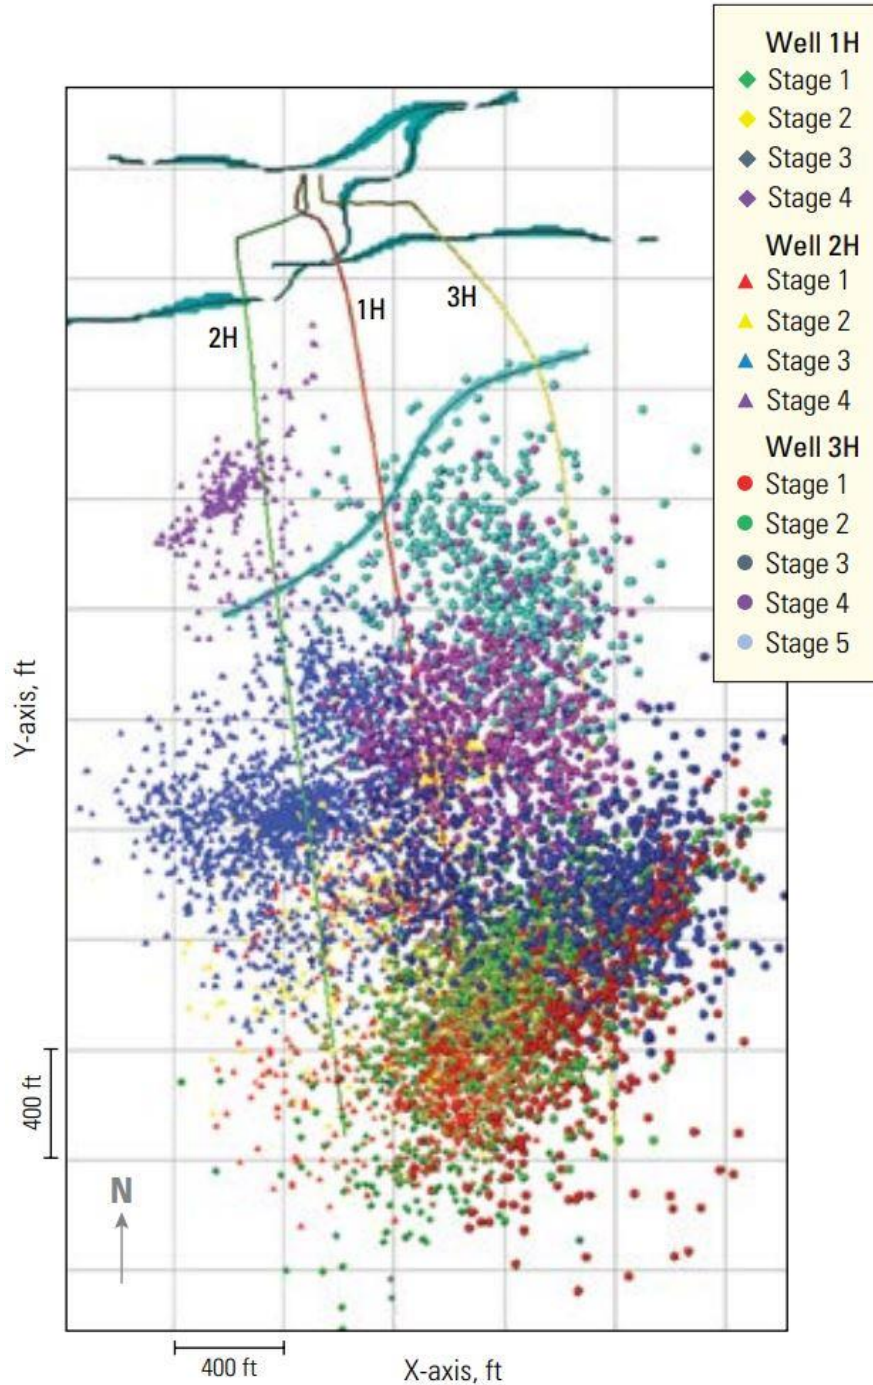 Well 1H
Stage 1
Stage 2
Stage 3
Stage 4
Well 2H
Stage 1
Stage 2
Stage 3
Stage 4
Well 3H
Stage 1
Stage 2
Stage 3
Stage 4
Stage 5
2H
1H
3H
Y-axis, ft
400 ft
N
400 ft
X-axis, ft